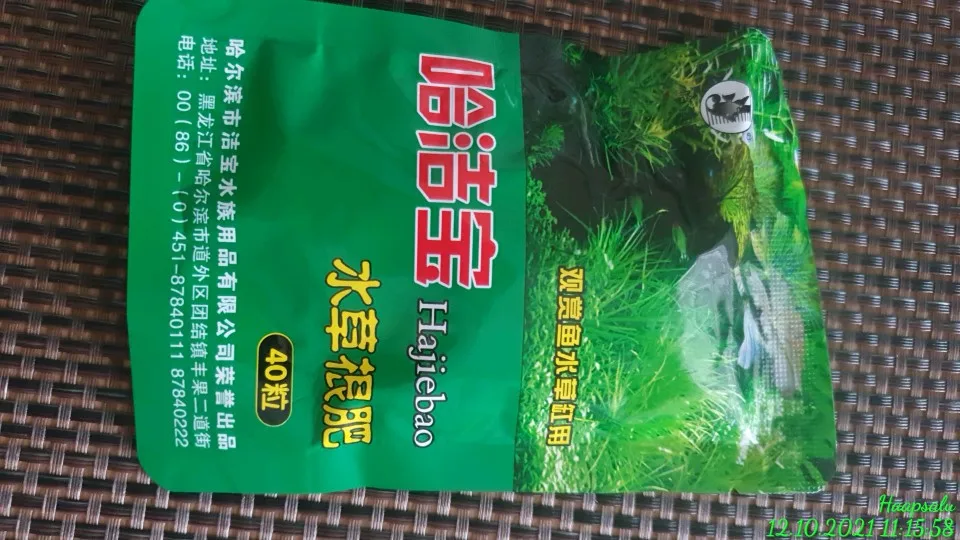 观赏鱼水草缸用
哈洁宝 Hajiebao
水草根肥
40粒
哈尔滨市洁宝水族用品有限公司荣誉出品
地址：黑龙江省哈尔滨市道外区团结镇丰果二道街
电话：00(86)-(0)451-87840111 87840222
Haapsalu
12.10.2021 11:15:53